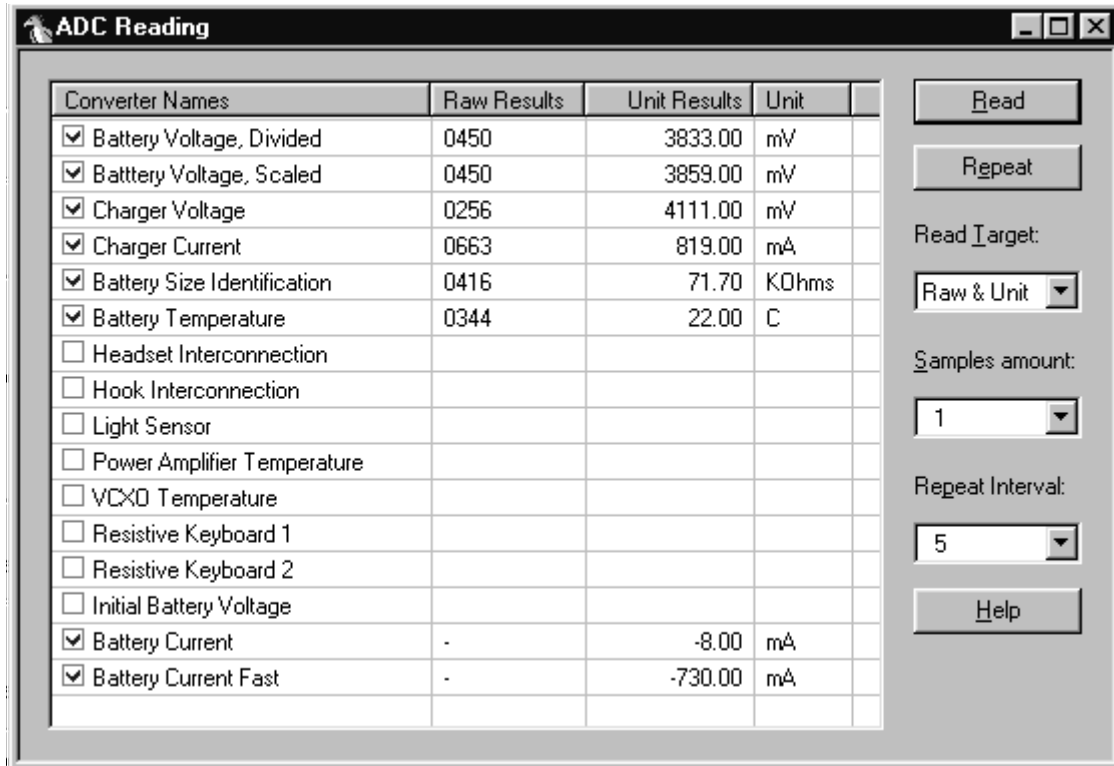 ADC Reading
Converter Names Raw Results Unit Results Unit
Battery Voltage, Divided 0450 3833.00 mV
Batttery Voltage, Scaled 0450 3859.00 mV
Charger Voltage 0256 4111.00 mV
Charger Current 0663 819.00 mA
Battery Size Identification 0416 71.70 KOhms
Battery Temperature 0344 22.00 C
Headset Interconnection
Hook Interconnection
Light Sensor
Power Amplifier Temperature
VCXO Temperature
Resistive Keyboard 1
Resistive Keyboard 2
Initial Battery Voltage
Battery Current - -8.00 mA
Battery Current Fast - -730.00 mA
Read
Repeat
Read Target:
Raw & Unit
Samples amount:
1
Repeat Interval:
5
Help